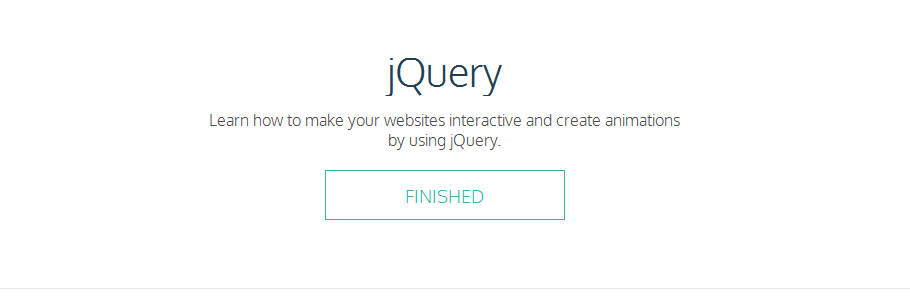 jQuery
Learn how to make your websites interactive and create animations
by using jQuery.
FINISHED